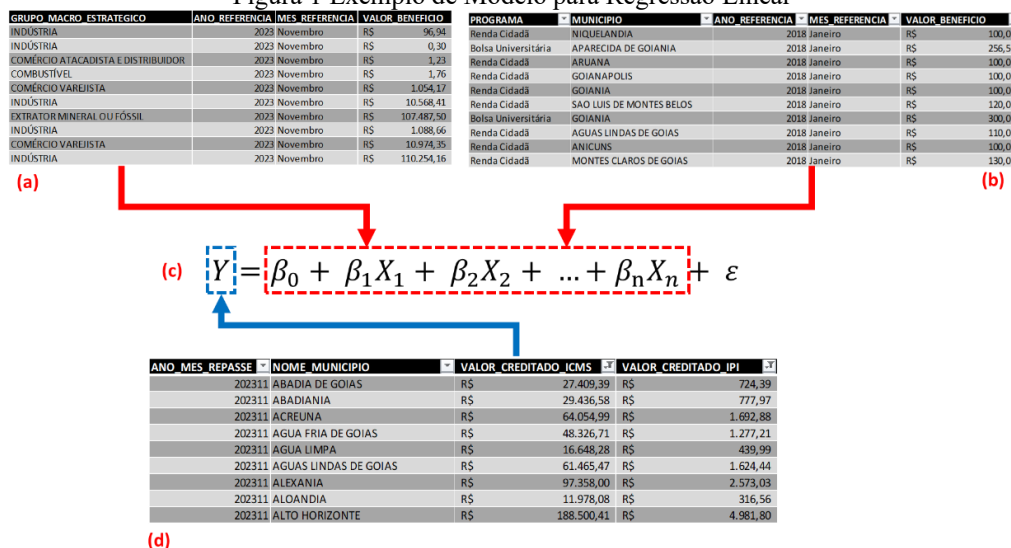 Figura 1 Exemplo de Modelo para Regressão Linear
GRUPO_MACRO_ESTRATEGICO ANO_REFERENCIA MES_REFERENCIA VALOR_BENEFICIO
INDÚSTRIA 2023 Novembro R$ 96,94
INDÚSTRIA 2023 Novembro R$ 0,30
COMÉRCIO ATACADISTA E DISTRIBUIDOR 2023 Novembro R$ 1,23
COMBUSTÍVEL 2023 Novembro R$ 1,76
COMÉRCIO VAREJISTA 2023 Novembro R$ 1.054,17
INDÚSTRIA 2023 Novembro R$ 10.568,41
EXTRATOR MINERAL OU FÓSSIL 2023 Novembro R$ 107.487,50
INDÚSTRIA 2023 Novembro R$ 1.088,66
COMÉRCIO VAREJISTA 2023 Novembro R$ 10.974,35
INDÚSTRIA 2023 Novembro R$ 110.254,16
(a)
PROGRAMA MUNICIPIO ANO_REFERENCIA MES_REFERENCIA VALOR_BENEFICIO
Renda Cidadã NIQUELANDIA 2018 Janeiro R$ 100,0
Bolsa Universitária APARECIDA DE GOIANIA 2018 Janeiro R$ 256,5
Renda Cidadã ARUANA 2018 Janeiro R$ 100,0
Renda Cidadã GOIANAPOLIS 2018 Janeiro R$ 100,0
Renda Cidadã GOIANIA 2018 Janeiro R$ 100,0
Renda Cidadã SAO LUIS DE MONTES BELOS 2018 Janeiro R$ 120,0
Bolsa Universitária GOIANIA 2018 Janeiro R$ 300,0
Renda Cidadã AGUAS LINDAS DE GOIAS 2018 Janeiro R$ 110,0
Renda Cidadã ANICUNS 2018 Janeiro R$ 100,0
Renda Cidadã MONTES CLAROS DE GOIAS 2018 Janeiro R$ 130,0
(b)
(c) Y = β0 + β1X1 + β2X2 + ... + βnXn + ε
ANO_MES_REPASSE NOME_MUNICIPIO VALOR_CREDITADO_ICMS VALOR_CREDITADO_IPI
202311 ABADIA DE GOIAS R$ 27.409,39 R$ 724,39
202311 ABADIANIA R$ 29.436,58 R$ 777,97
202311 ACREUNA R$ 64.054,99 R$ 1.692,88
202311 AGUA FRIA DE GOIAS R$ 48.326,71 R$ 1.277,21
202311 AGUA LIMPA R$ 16.648,28 R$ 439,99
202311 AGUAS LINDAS DE GOIAS R$ 61.465,47 R$ 1.624,44
202311 ALEXANIA R$ 97.358,00 R$ 2.573,03
202311 ALOANDIA R$ 11.978,08 R$ 316,56
202311 ALTO HORIZONTE R$ 188.500,41 R$ 4.981,80
(d)